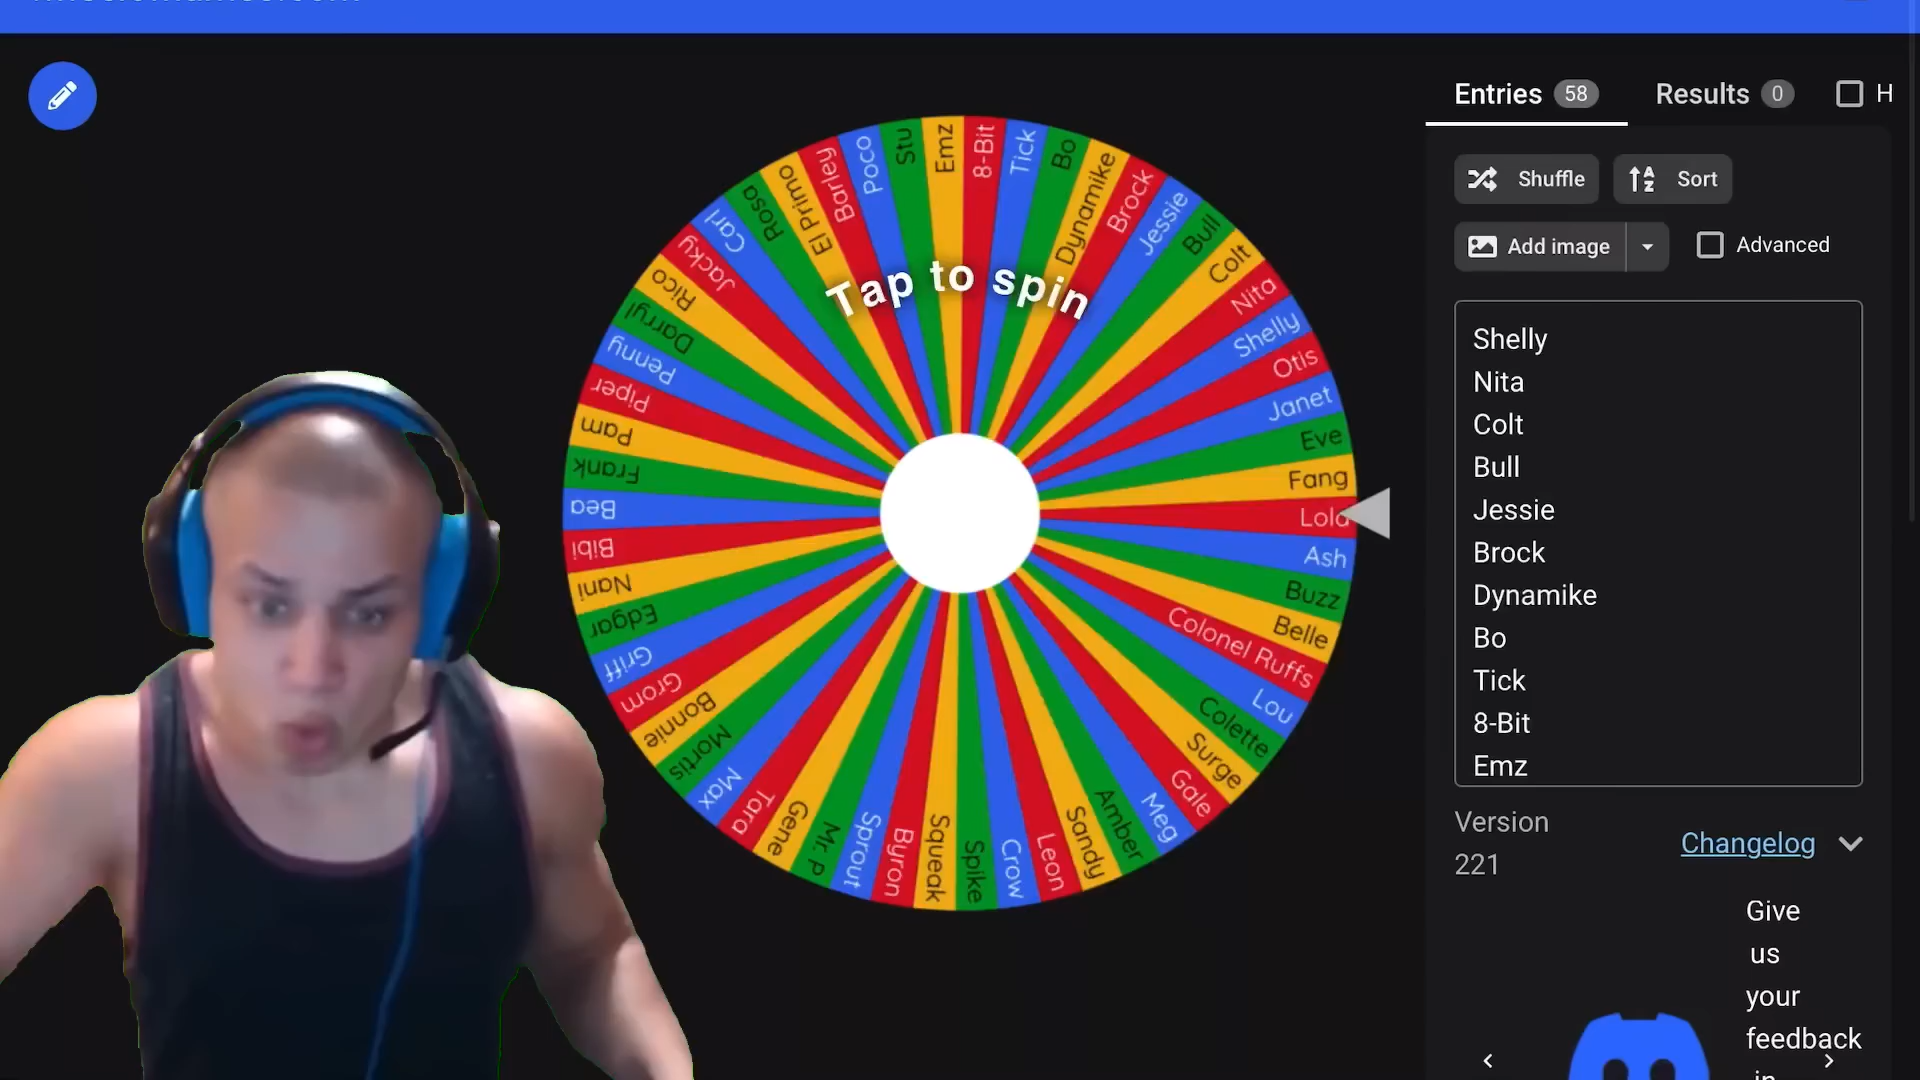 Entries 58
Results 0
H
Shuffle
Sort
Add image
Advanced
Shelly
Nita
Colt
Bull
Jessie
Brock
Dynamike
Bo
Tick
8-Bit
Emz
Version
221
Changelog
Give
us
your
feedback
Tap to spin
Emz
8-Bit
Tick
Bo
Dynamike
Brock
Jessie
Bull
Colt
Nita
Shelly
Otis
Janet
Eve
Fang
Lola
Ash
Buzz
Belle
Colonel Ruffs
Lou
Colette
Surge
Gale
Meg
Amber
Sandy
Leon
Crow
Spike
Squeak
Byron
Sprout
Mr. P
Gene
Tara
Max
Mortis
Bonnie
Grom
Griff
Edgar
Nani
Bibi
Bea
Frank
Pam
Piper
Penny
Darryl
Rico
Jacky
Carl
Rosa
El Primo
Barley
Poco
Stu